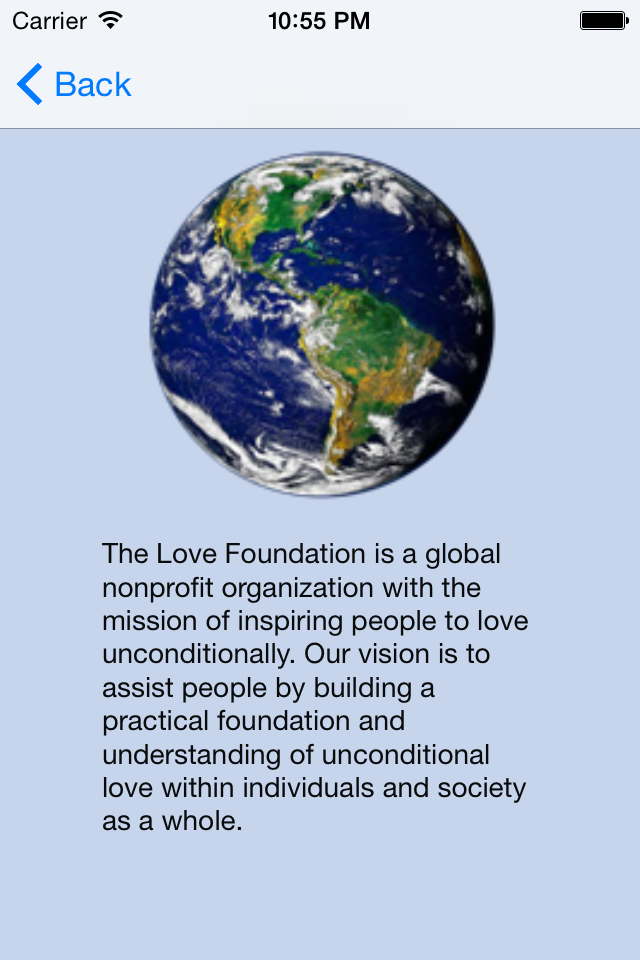 Carrier 10:55 PM
Back
The Love Foundation is a global
nonprofit organization with the
mission of inspiring people to love
unconditionally. Our vision is to
assist people by building a
practical foundation and
understanding of unconditional
love within individuals and society
as a whole.